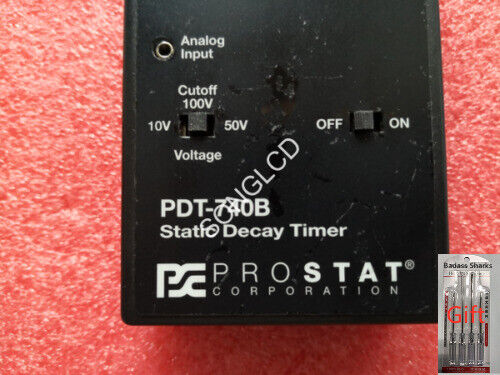 Analog
Input
Cutoff
100V
10V 50V
Voltage
OFF ON
SONGLCD
PDT-740B
Static Decay Timer
PROSTAT®
CORPORATION
Badass Sharks
Gift